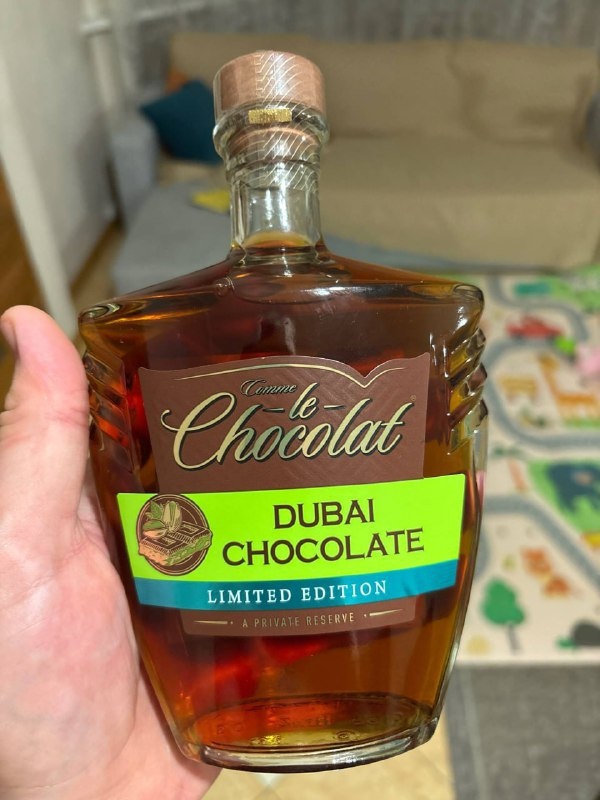 Comme
le
Chocolat®
DUBAI
CHOCOLATE
LIMITED EDITION
A PRIVATE RESERVE